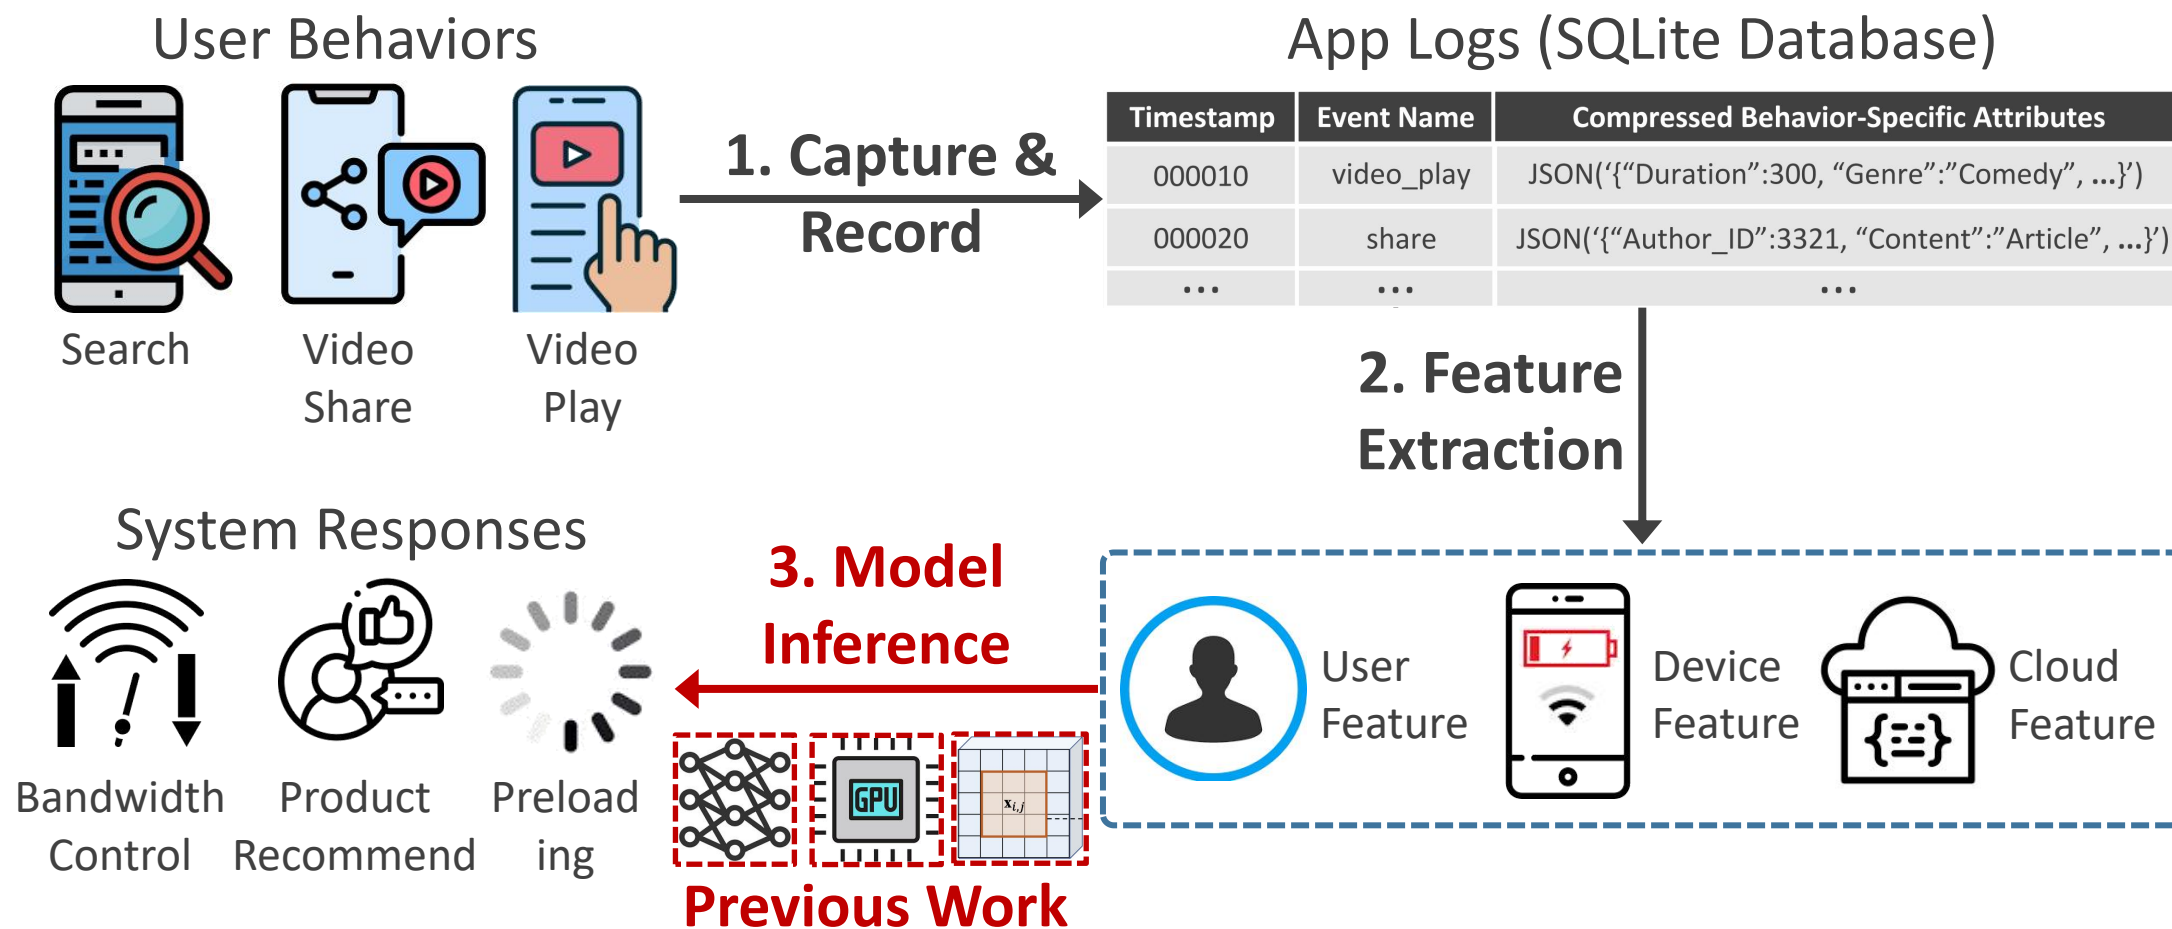 User Behaviors
Search
Video
Share
Video
Play
1. Capture &
Record
App Logs (SQLite Database)
Timestamp Event Name Compressed Behavior-Specific Attributes
000010 video_play JSON(‘{“Duration”:300, “Genre”:”Comedy”, ...}’)
000020 share JSON(‘{“Author_ID”:3321, “Content”:”Article”, ...}’)
... ... ...
2. Feature
Extraction
User
Feature
Device
Feature
Cloud
Feature
3. Model
Inference
GPU
x i,j
Previous Work
System Responses
Bandwidth
Control
Product
Recommend
Preload
ing